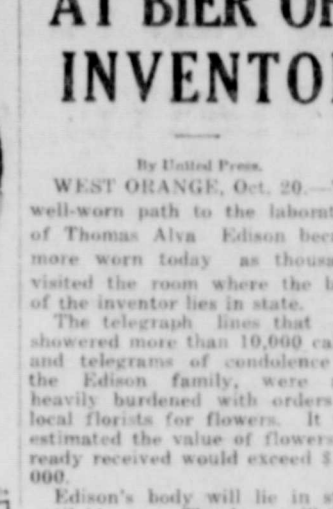 AT BIER OF
INVENTO
By United Press.
WEST ORANGE, Oct. 20.—
well-worn path to the laborat
of Thomas Alva Edison bec
more worn today as thousa
visited the room where the l
of the inventor lies in state.
The telegraph lines that
showered more than 10,000 ca
and telegrams of condolence
the Edison family, were
heavily burdened with orders
local florists for flowers. It
estimated the value of flowers
ready received would exceed $
000.
Edison's body will lie in s